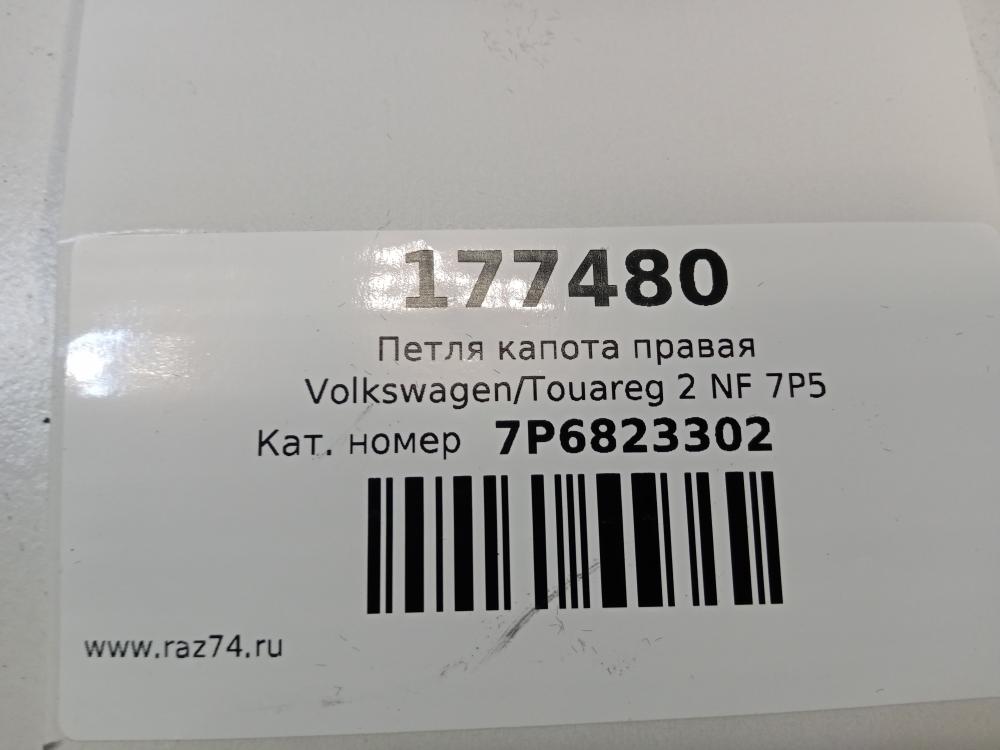 177480
Петля капота правая
Volkswagen/Touareg 2 NF 7P5
Кат. номер 7P6823302
www.raz74.ru